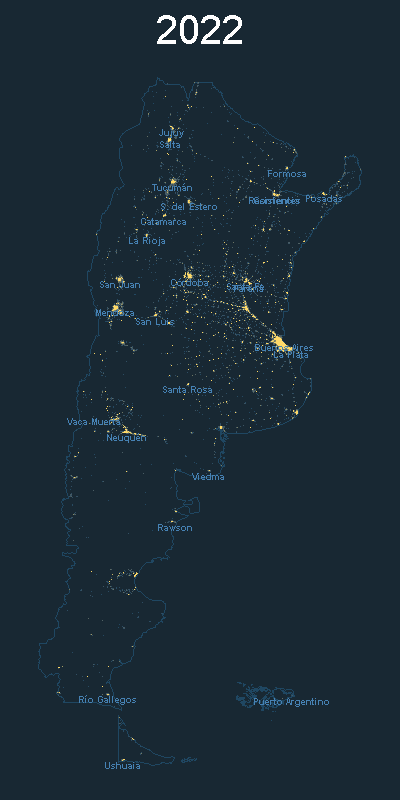 2022
Jujuy
Salta
Formosa
Tucumán
Resistencia
Corrientes
Posadas
S. del Estero
Catamarca
La Rioja
San Juan
Córdoba
Santa Fe
Mendoza
San Luis
Buenos Aires
La Plata
Santa Rosa
Vaca Muerta
Neuquén
Viedma
Rawson
Río Gallegos
Puerto Argentino
Ushuaia